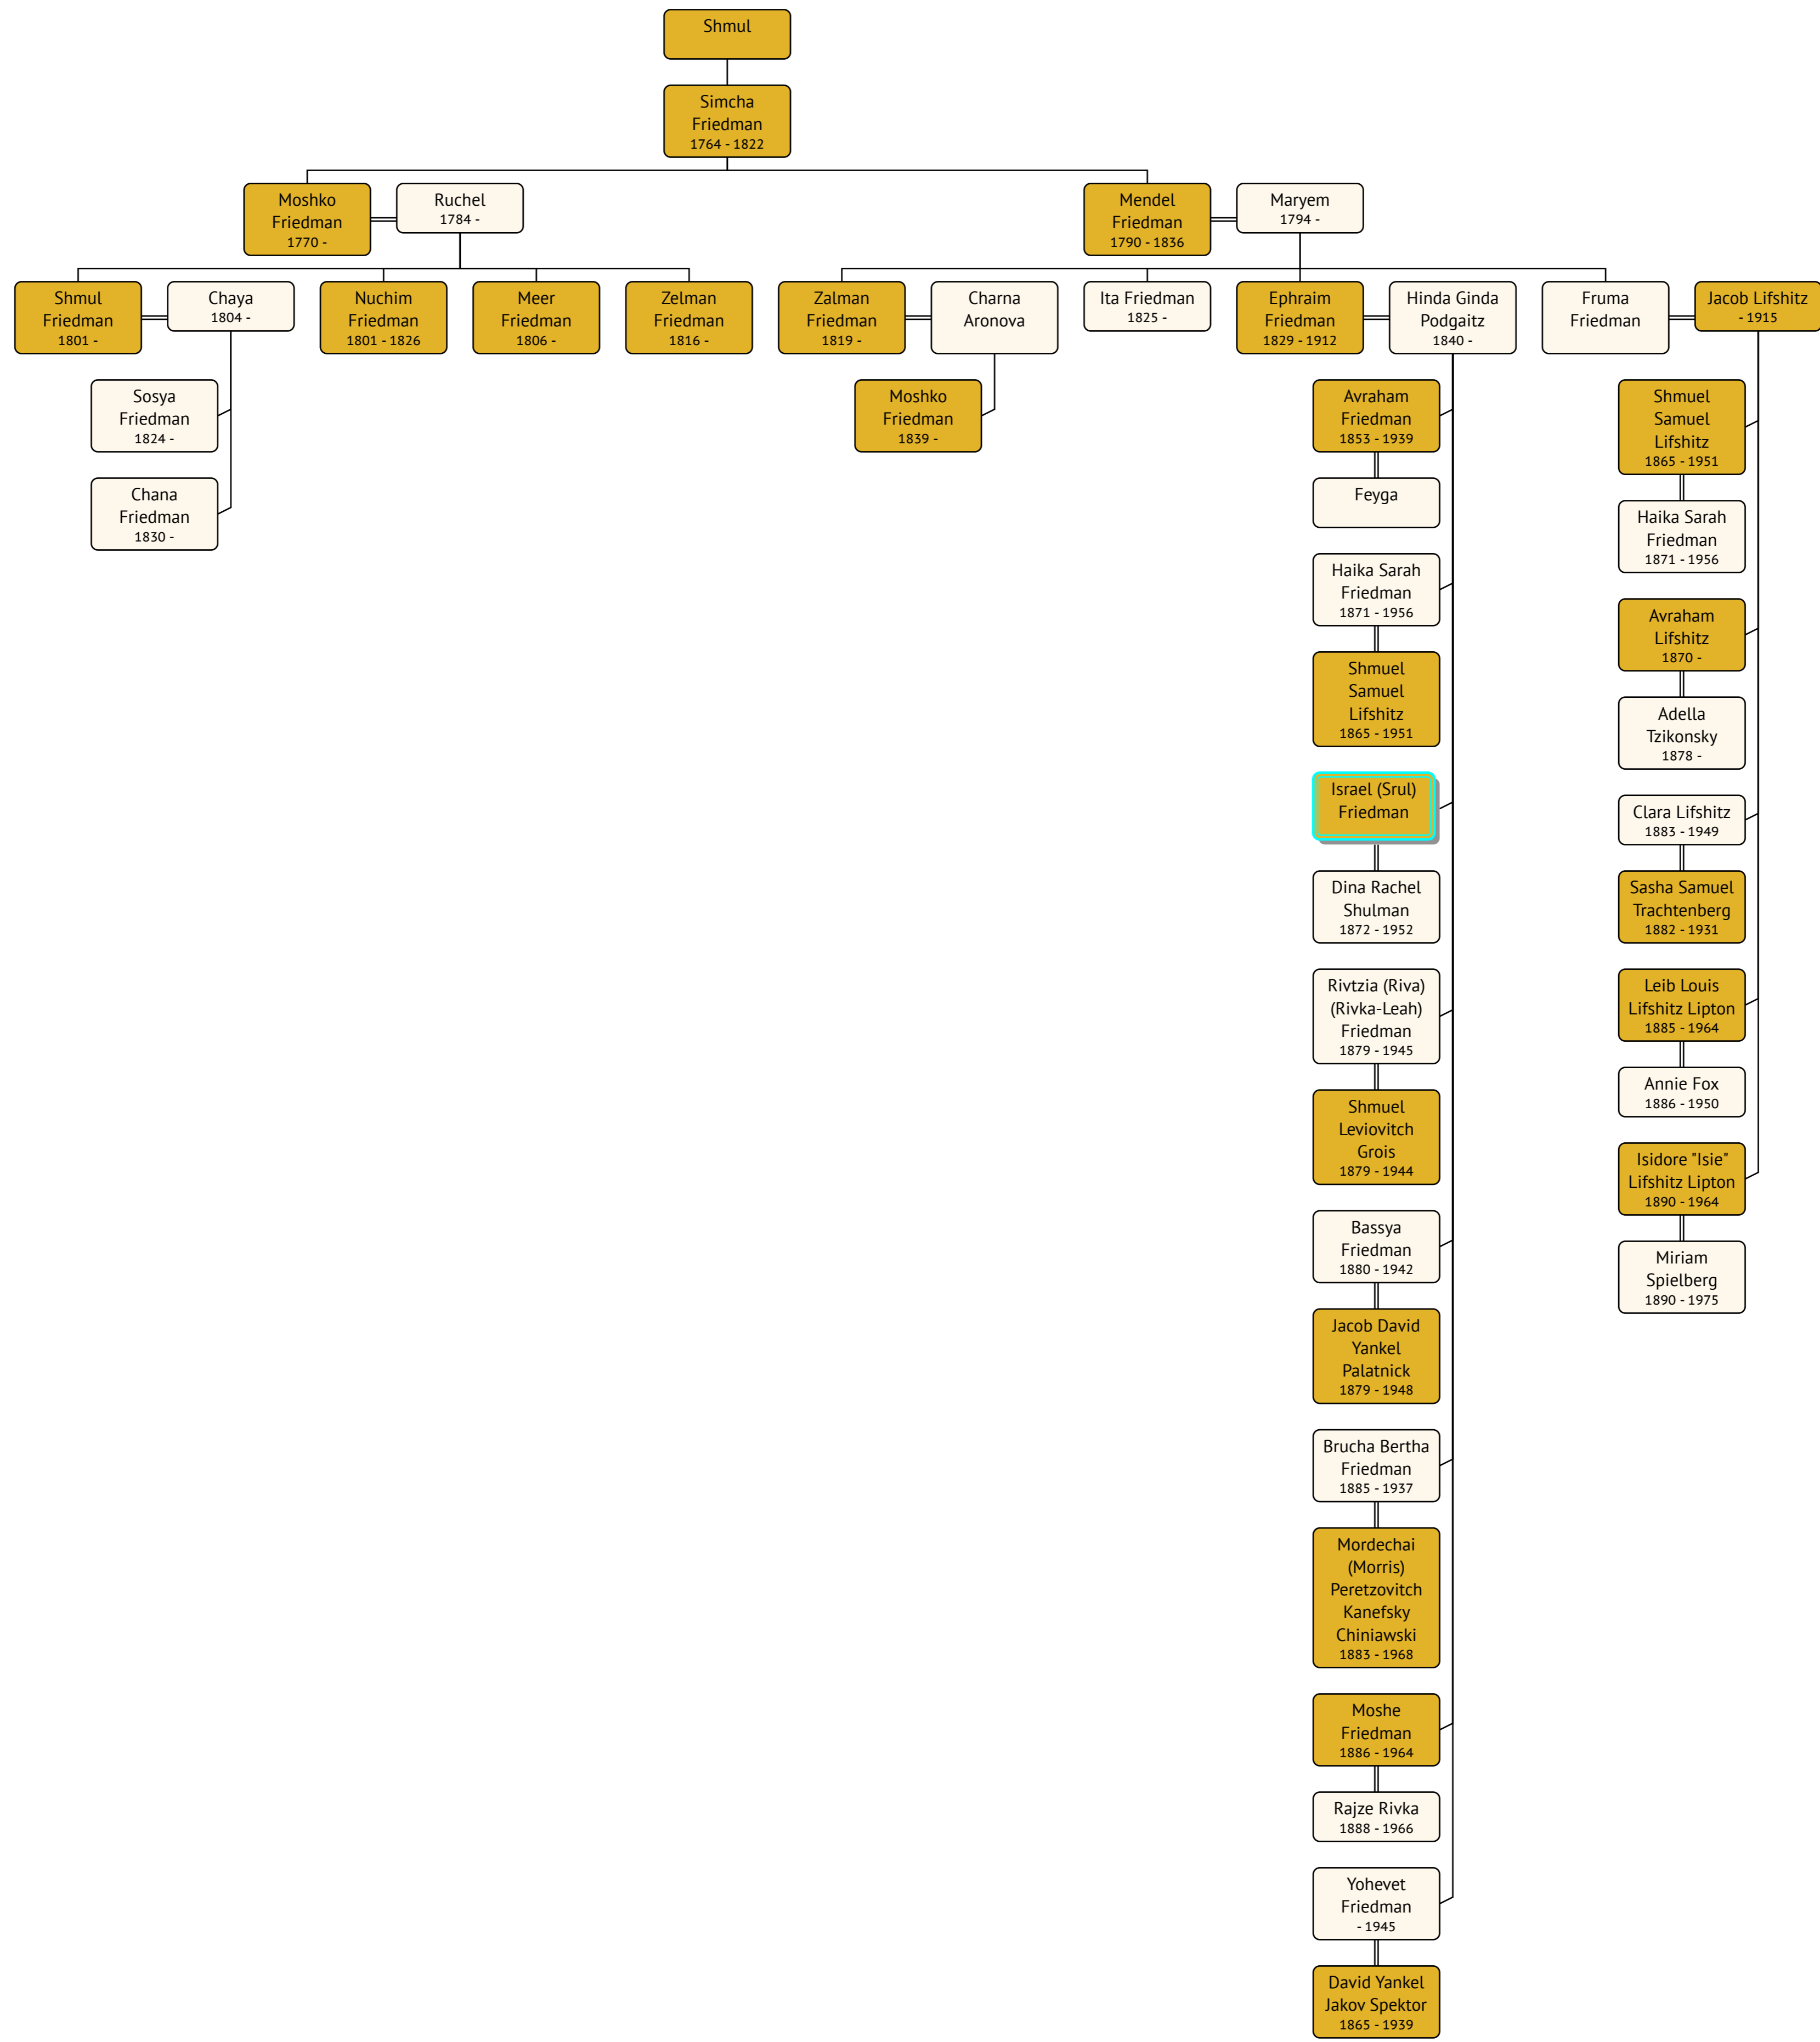 Shmul
Simcha
Friedman
1764 - 1822
Moshko
Friedman
1770 -
Ruchel
1784 -
Mendel
Friedman
1790 - 1836
Maryem
1794 -
Shmul
Friedman
1801 -
Chaya
1804 -
Nuchim
Friedman
1801 - 1826
Meer
Friedman
1806 -
Zelman
Friedman
1816 -
Zalman
Friedman
1819 -
Charna
Aronova
Ita Friedman
1825 -
Ephraim
Friedman
1829 - 1912
Hinda Ginda
Podgaitz
1840 -
Fruma
Friedman
Jacob Lifshitz
- 1915
Sosya
Friedman
1824 -
Chana
Friedman
1830 -
Moshko
Friedman
1839 -
Avraham
Friedman
1853 - 1939
Feyga
Haika Sarah
Friedman
1871 - 1956
Shmuel
Samuel
Lifshitz
1865 - 1951
Israel (Srul)
Friedman
Dina Rachel
Shulman
1872 - 1952
Rivtzia (Riva)
(Rivka-Leah)
Friedman
1879 - 1945
Shmuel
Leviovitch
Grois
1879 - 1944
Bassya
Friedman
1880 - 1942
Jacob David
Yankel
Palatnick
1879 - 1948
Brucha Bertha
Friedman
1885 - 1937
Mordechai
(Morris)
Peretzovitch
Kanefsky
Chiniawski
1883 - 1968
Moshe
Friedman
1886 - 1964
Rajze Rivka
1888 - 1966
Yohevet
Friedman
- 1945
David Yankel
Jakov Spektor
1865 - 1939
Shmuel
Samuel
Lifshitz
1865 - 1951
Haika Sarah
Friedman
1871 - 1956
Avraham
Lifshitz
1870 -
Adella
Tzikonsky
1878 -
Clara Lifshitz
1883 - 1949
Sasha Samuel
Trachtenberg
1882 - 1931
Leib Louis
Lifshitz Lipton
1885 - 1964
Annie Fox
1886 - 1950
Isidore "Isie"
Lifshitz Lipton
1890 - 1964
Miriam
Spielberg
1890 - 1975